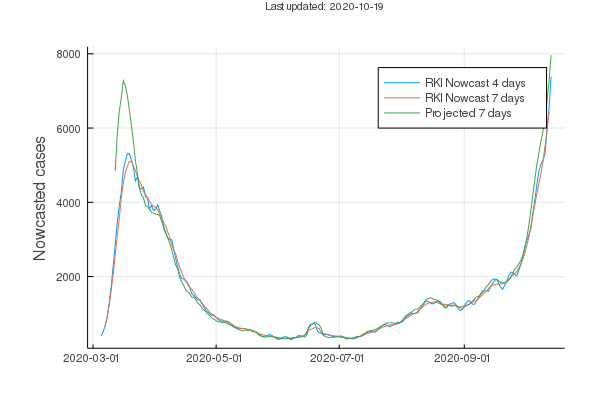 Last updated: 2020-10-19
8000
6000
4000
2000
Nowcasted cases
RKI Nowcast 4 days
RKI Nowcast 7 days
Projected 7 days
2020-03-01
2020-05-01
2020-07-01
2020-09-01